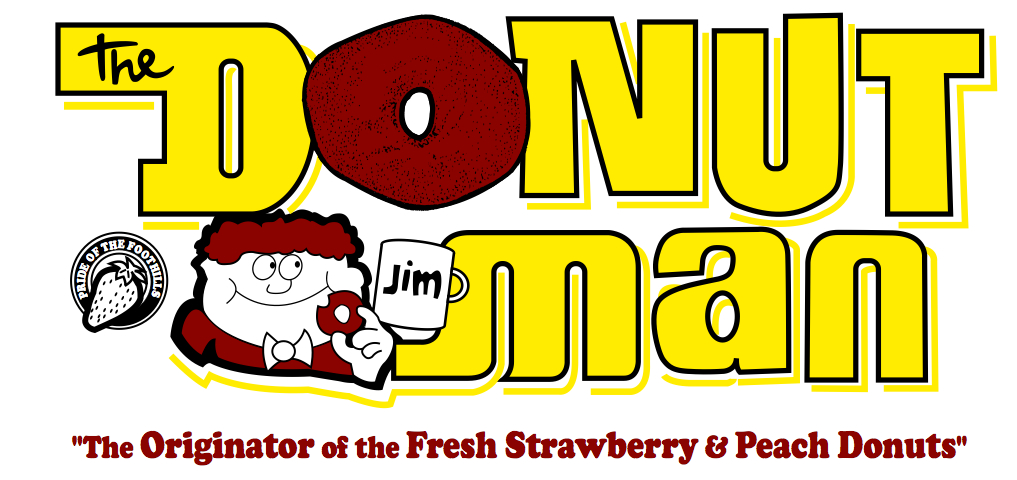 the
DONUT
PRIDE OF THE FOOTHILLS
Jim
man
"The Originator of the Fresh Strawberry & Peach Donuts"